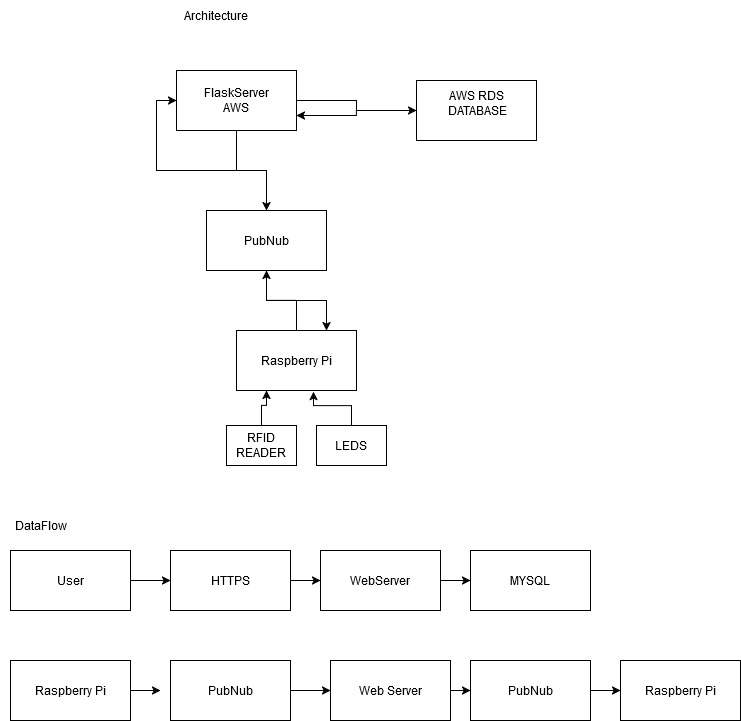 Architecture
FlaskServer
AWS
AWS RDS
DATABASE
PubNub
Raspberry Pi
RFID
READER
LEDS
DataFlow
User
HTTPS
WebServer
MYSQL
Raspberry Pi
PubNub
Web Server
PubNub
Raspberry Pi